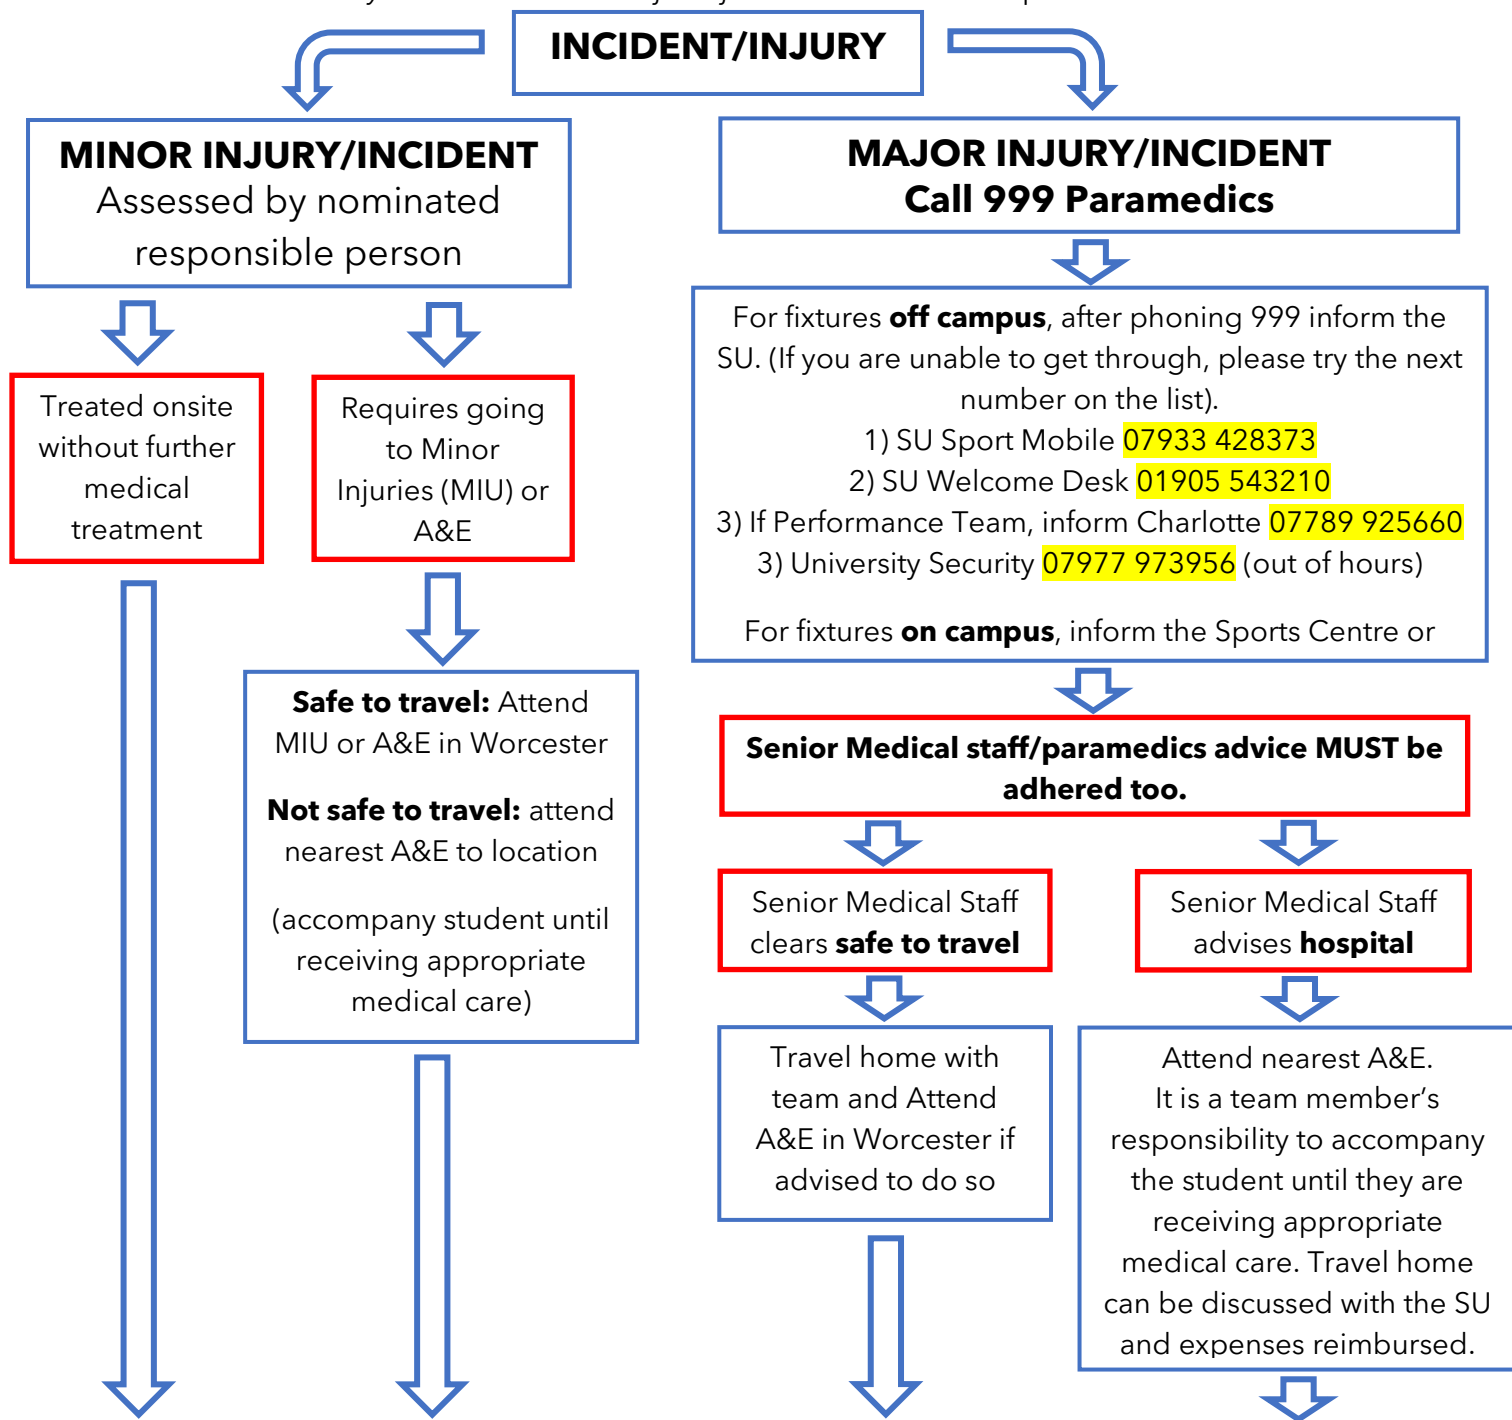 INCIDENT/INJURY
MINOR INJURY/INCIDENT
Assessed by nominated
responsible person
MAJOR INJURY/INCIDENT
Call 999 Paramedics
Treated onsite
without further
medical
treatment
Requires going
to Minor
Injuries (MIU) or
A&E
For fixtures off campus, after phoning 999 inform the
SU. (If you are unable to get through, please try the next
number on the list).
1) SU Sport Mobile 07933 428373
2) SU Welcome Desk 01905 543210
3) If Performance Team, inform Charlotte 07789 925660
3) University Security 07977 973956 (out of hours)
For fixtures on campus, inform the Sports Centre or
Safe to travel: Attend
MIU or A&E in Worcester
Not safe to travel: attend
nearest A&E to location
(accompany student until
receiving appropriate
medical care)
Senior Medical staff/paramedics advice MUST be
adhered too.
Senior Medical Staff
clears safe to travel
Senior Medical Staff
advises hospital
Travel home with
team and Attend
A&E in Worcester if
advised to do so
Attend nearest A&E.
It is a team member’s
responsibility to accompany
the student until they are
receiving appropriate
medical care. Travel home
can be discussed with the SU
and expenses reimbursed.